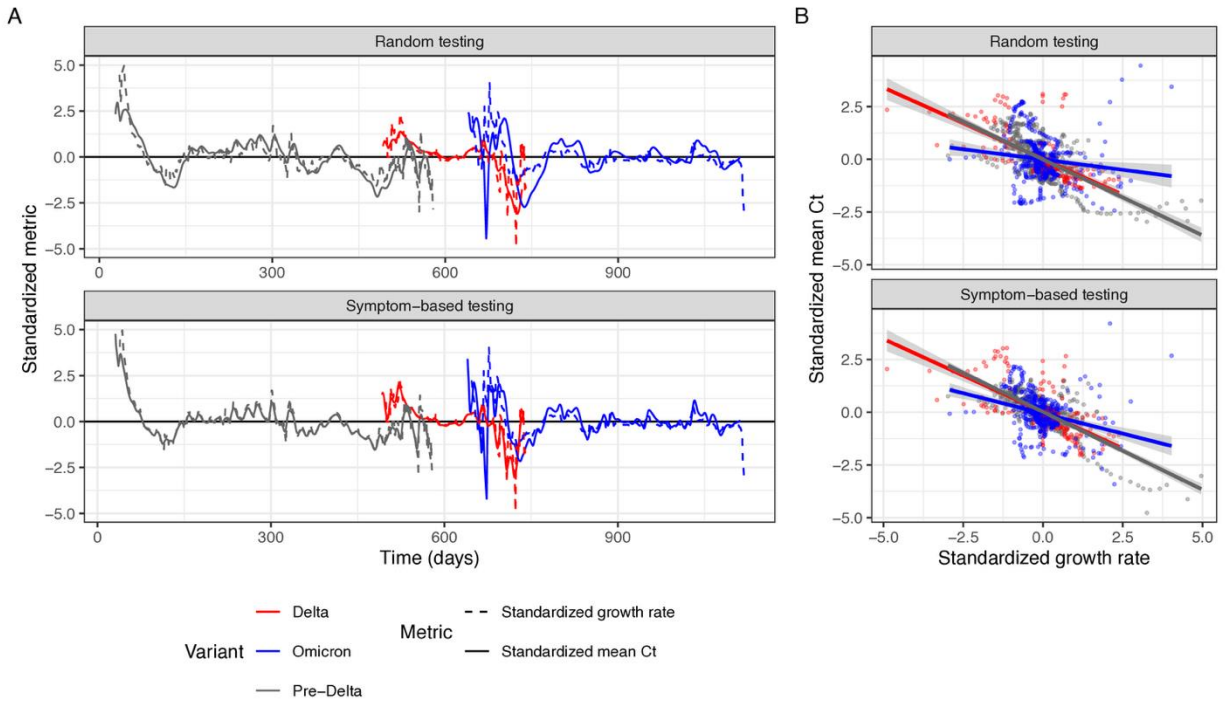 A
B
Random testing
Random testing
5.0
2.5
0.0
−2.5
−5.0
0
300
600
900
2.5
0.0
−2.5
−5.0
Symptom−based testing
Symptom−based testing
5.0
2.5
0.0
−2.5
−5.0
0
300
600
900
2.5
0.0
−2.5
−5.0
−5.0
−2.5
0.0
2.5
5.0
Standardized metric
Time (days)
Standardized mean Ct
Standardized growth rate
Variant
Delta
Omicron
Pre−Delta
Metric
Standardized growth rate
Standardized mean Ct